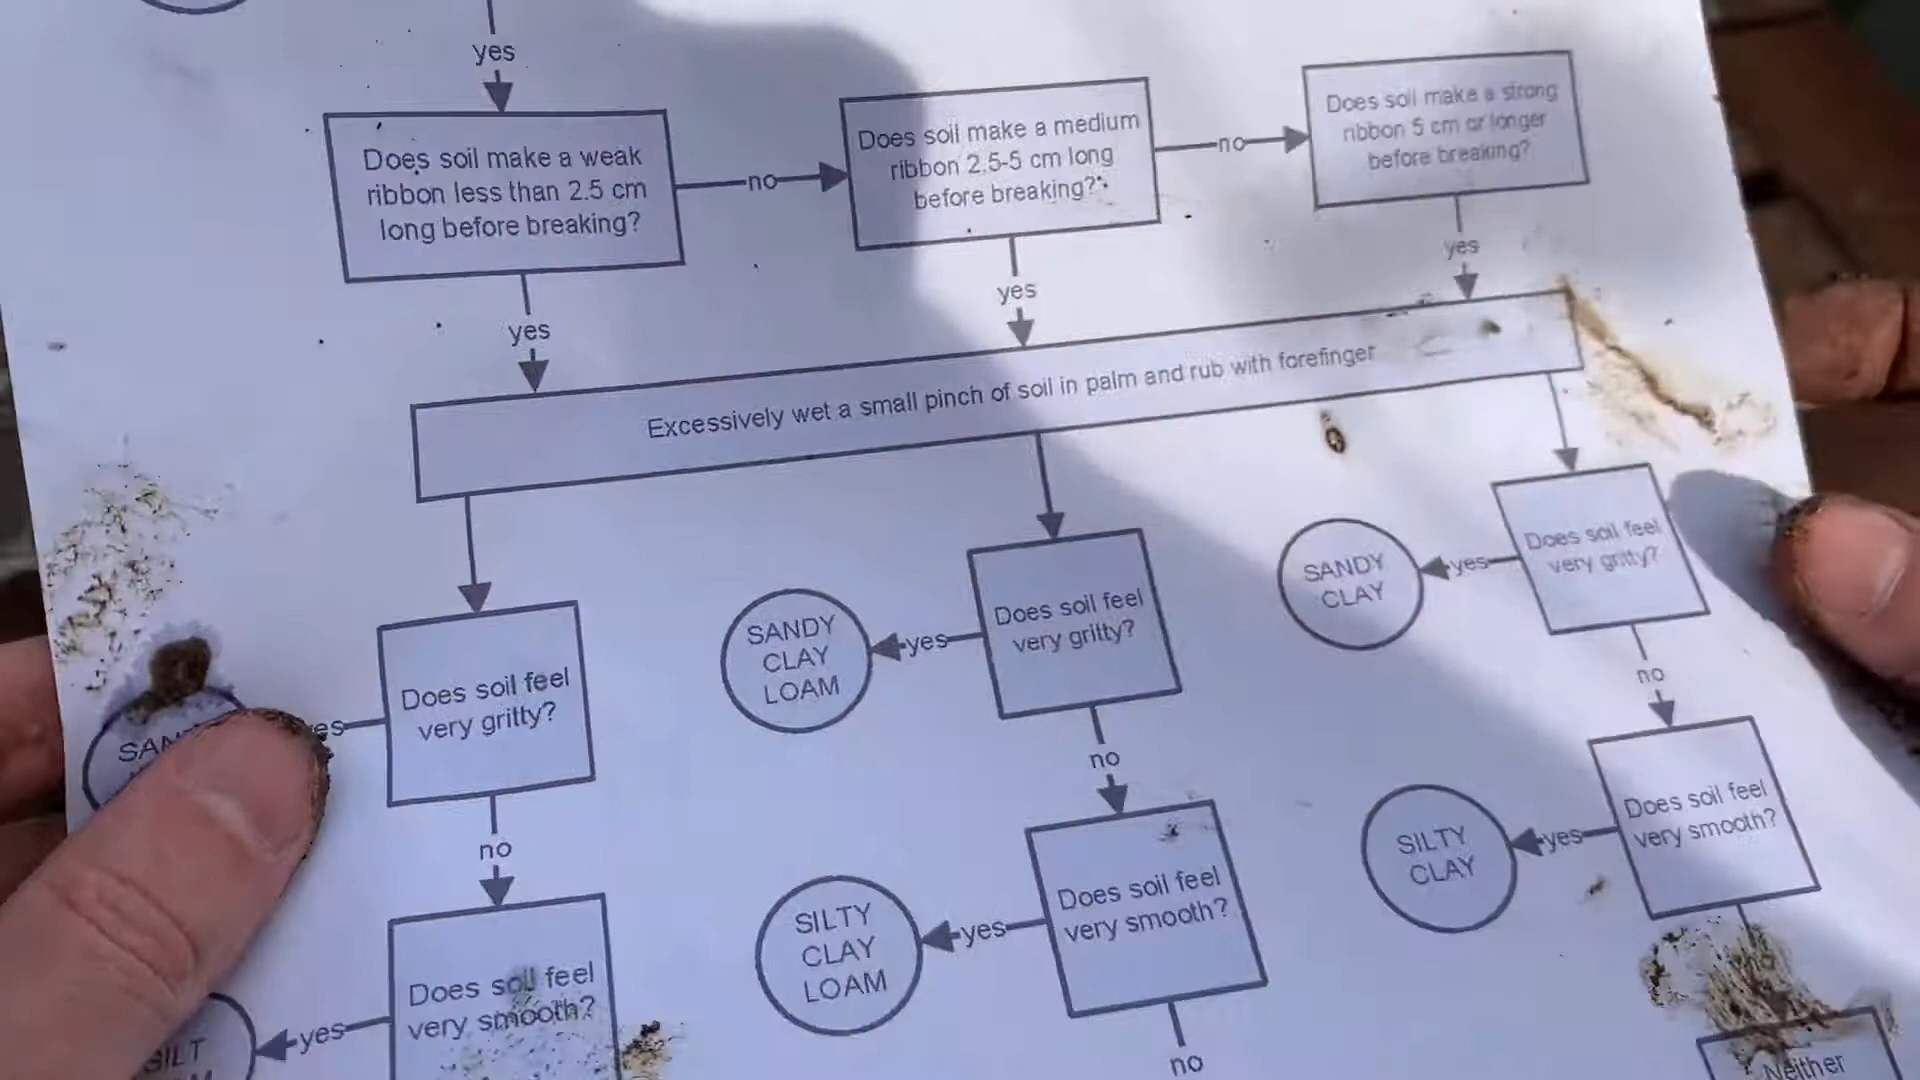 yes
Does soil make a weak
ribbon less than 2.5 cm
long before breaking?
no
Does soil make a medium
ribbon 2.5-5 cm long
before breaking?
no
Does soil make a strong
ribbon 5 cm or longer
before breaking?
yes
yes
yes
Excessively wet a small pinch of soil in palm and rub with forefinger
Does soil feel
very gritty?
yes
SANDY
CLAY
Does soil feel
very gritty?
yes
SANDY
CLAY
LOAM
Does soil feel
very gritty?
no
no
no
Does soil feel
very smooth?
yes
SILTY
CLAY
Does soil feel
very smooth?
yes
SILTY
CLAY
LOAM
Does soil feel
very smooth?
yes
SILT
no
Neither